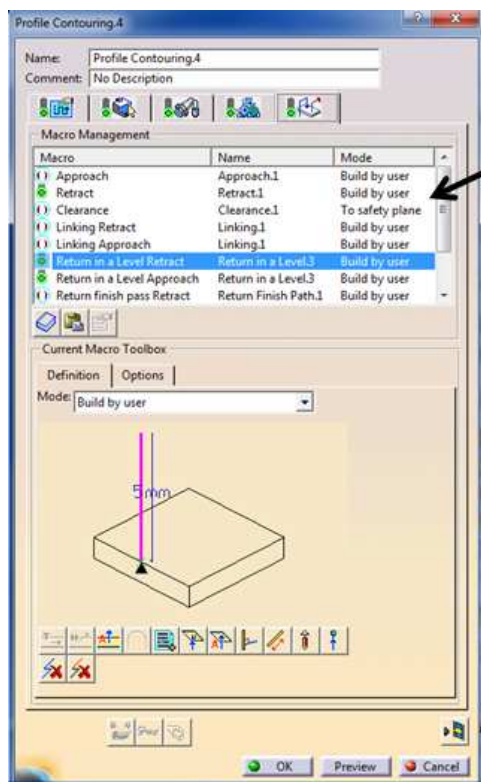 Profile Contouring.4
Name: Profile Contouring.4
Comment: No Description
Macro Management
Macro Name Mode
Approach Approach.1 Build by user
Retract Retract.1 Build by user
Clearance Clearance.1 To safety plane
Linking Retract Linking.1 Build by user
Linking Approach Linking.1 Build by user
Return in a Level Retract Return in a Level.3 Build by user
Return in a Level Approach Return in a Level.3 Build by user
Return finish pass Retract Return Finish Path.1 Build by user
Current Macro Toolbox
Definition Options
Mode: Build by user
5mm
OK Preview Cancel